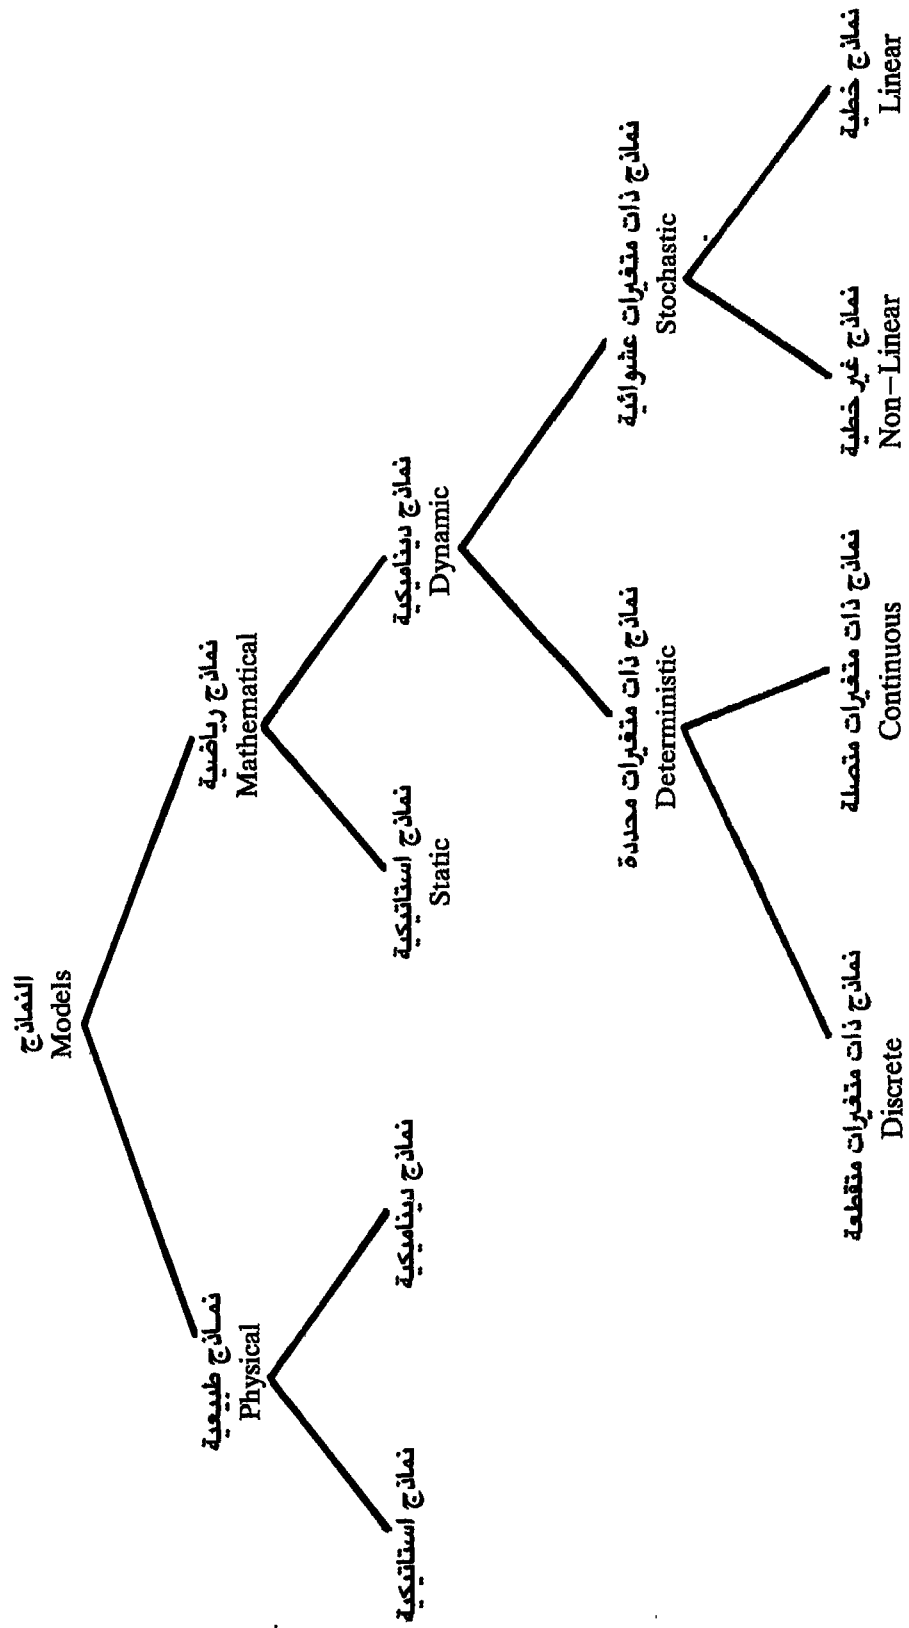 النماذج
Models
نماذج طبيعية
Physical
نماذج رياضية
Mathematical
نماذج استاتيكية
نماذج ديناميكية
نماذج استاتيكية
Static
نماذج ديناميكية
Dynamic
نماذج ذات متغيرات محددة
Deterministic
نماذج ذات متغيرات عشوائية
Stochastic
نماذج ذات متغيرات متقطعة
Discrete
نماذج ذات متغيرات متصلة
Continuous
نماذج غير خطية
Non-Linear
نماذج خطية
Linear